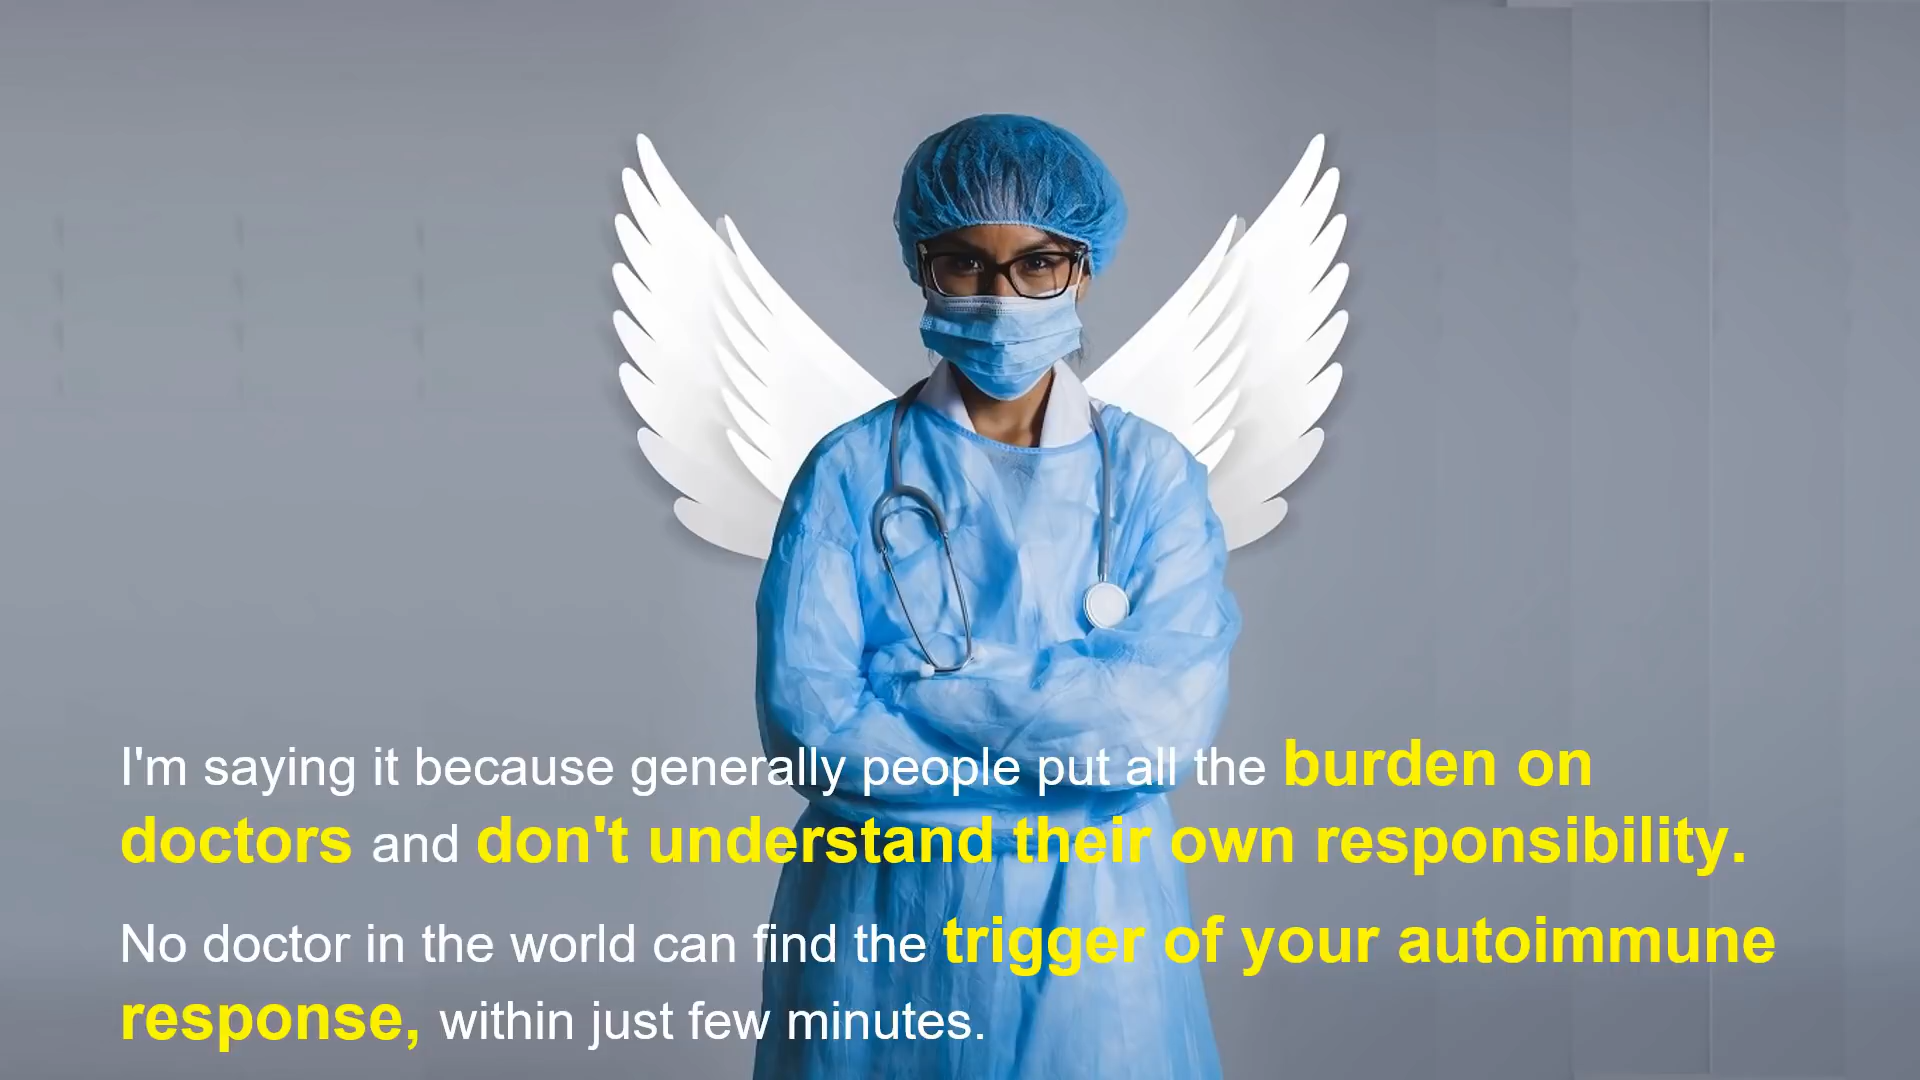 I'm saying it because generally people put all the burden on
doctors and don't understand their own responsibility.
No doctor in the world can find the trigger of your autoimmune
response, within just few minutes.